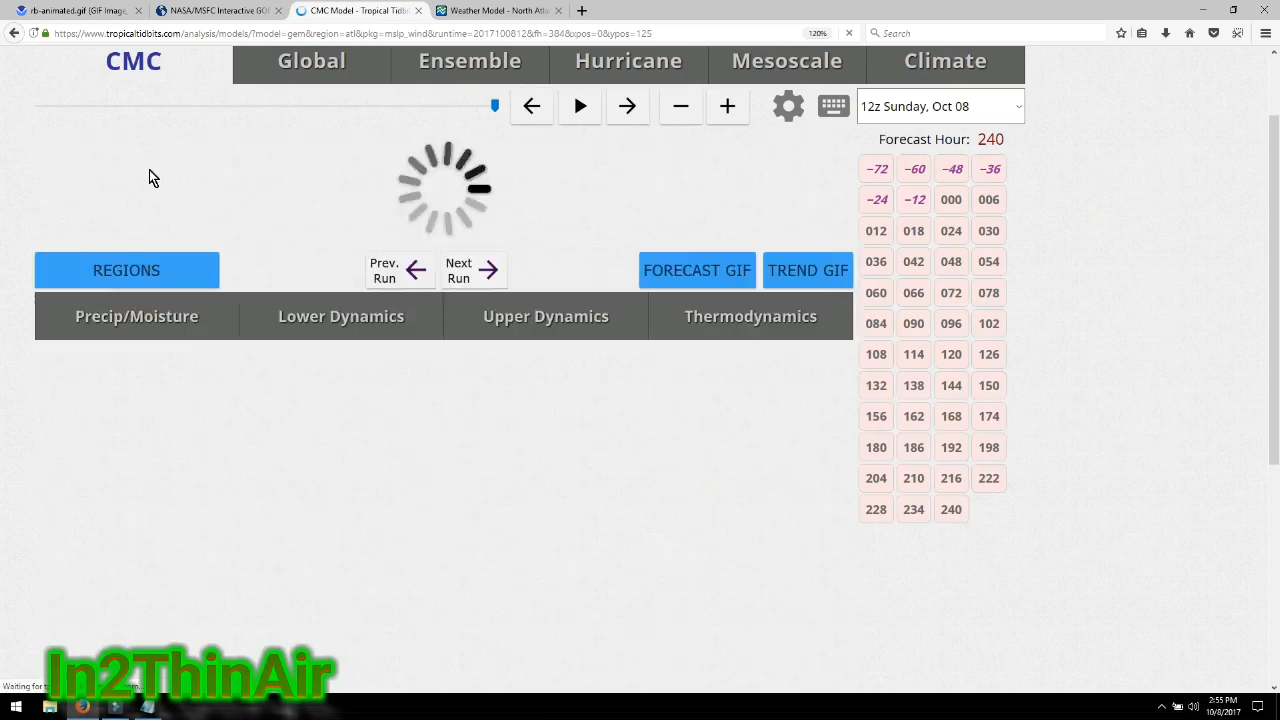 rb-animated.gif (GIF Image,
NASA/MSFC Interactive GO
CMC Model - Tropical Tidb
Weather Model - North Atla
https://www.tropicaltidbits.com/analysis/models/?model=gem&region=atl&pkg=mslp_wind&runtime=2017100812&fh=384&xpos=0&ypos=125
120%
Search
CMC
Global
Ensemble
Hurricane
Mesoscale
Climate
12z Sunday, Oct 08
Forecast Hour: 240
-72 -60 -48 -36
-24 -12 000 006
012 018 024 030
036 042 048 054
060 066 072 078
084 090 096 102
108 114 120 126
132 138 144 150
156 162 168 174
180 186 192 198
204 210 216 222
228 234 240
REGIONS
Prev.
Run
Next
Run
FORECAST GIF
TREND GIF
Precip/Moisture
Lower Dynamics
Upper Dynamics
Thermodynamics
In2ThinAir
Waiting for
2:55 PM
10/8/2017